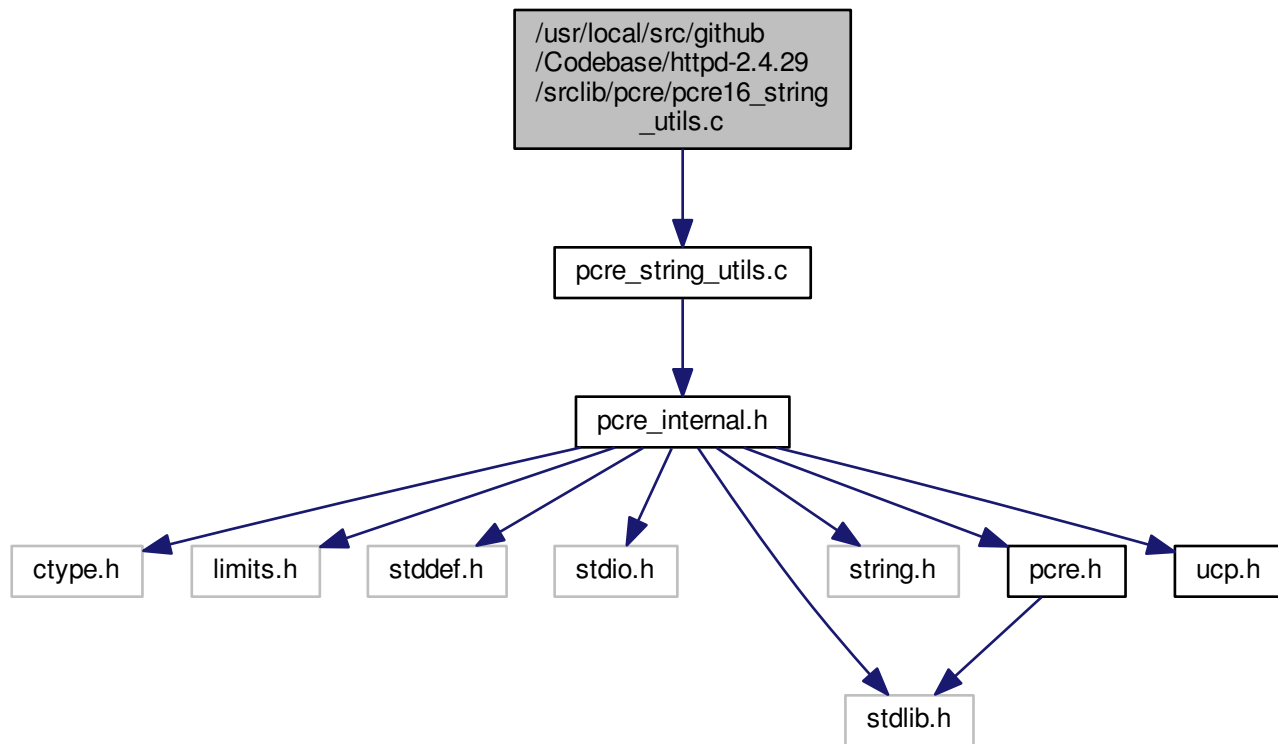 /usr/local/src/github
/Codebase/httpd-2.4.29
/srclib/pcre/pcre16_string
_utils.c
pcre_string_utils.c
pcre_internal.h
ctype.h
limits.h
stddef.h
stdio.h
string.h
pcre.h
ucp.h
stdlib.h